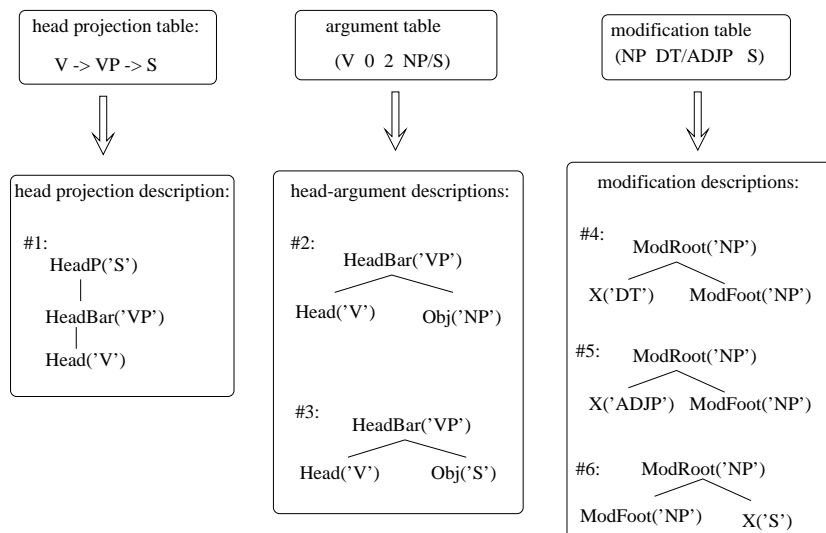 head projection table:
V -> VP -> S
argument table
(V 0 2 NP/S)
modification table
(NP DT/ADJP S)
head projection description:
#1:
HeadP('S')
HeadBar('VP')
Head('V')
head-argument descriptions:
#2:
HeadBar('VP')
Head('V') Obj('NP')
#3:
HeadBar('VP')
Head('V') Obj('S')
modification descriptions:
#4:
ModRoot('NP')
X('DT') ModFoot('NP')
#5:
ModRoot('NP')
X('ADJP') ModFoot('NP')
#6:
ModRoot('NP')
ModFoot('NP') X('S')